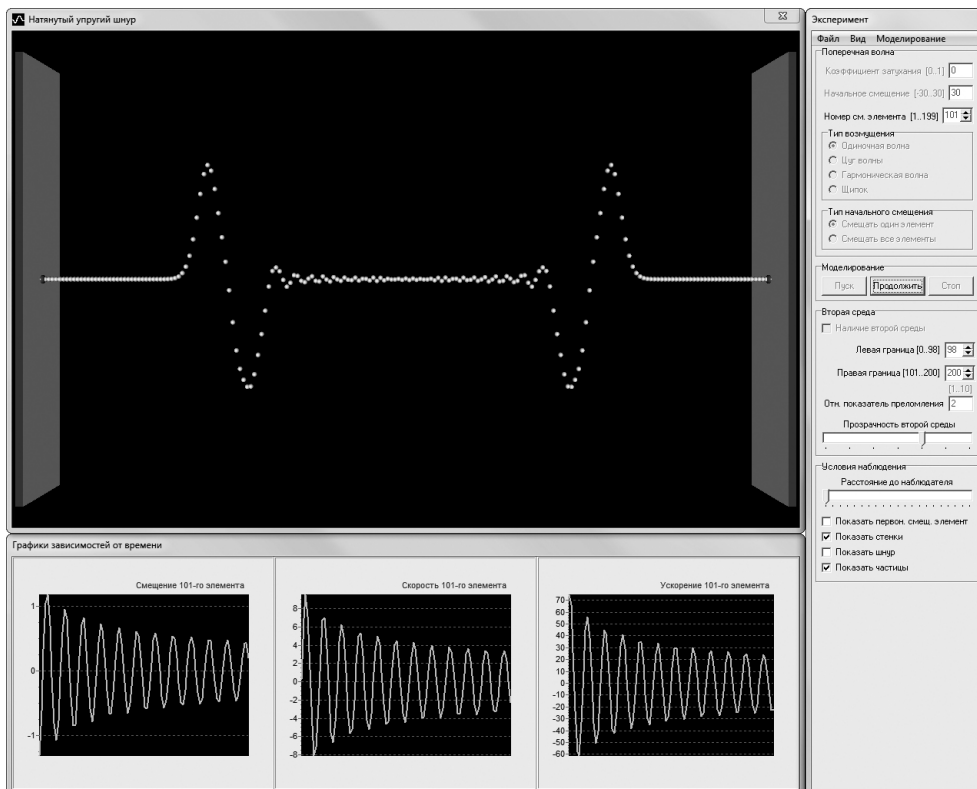 Натянутый упругий шнур
Эксперимент
Файл Вид Моделирование
Поперечная волна
Коэффициент затухания [0..1] 0
Начальное смещение [-30..30] 30
Номер см. элемента [1..199] 101
Тип возмущения
Одиночная волна
Цуг волны
Гармоническая волна
Щипок
Тип начального смещения
Смещать один элемент
Смещать все элементы
Моделирование
Пуск Продолжить Стоп
Вторая среда
Наличие второй среды
Левая граница [0..98] 98
Правая граница [101..200] 200
[1..10]
Отн. показатель преломления 2
Прозрачность второй среды
Условия наблюдения
Расстояние до наблюдателя
Показать первон. смещ. элемент
Показать стенки
Показать шнур
Показать частицы
Графики зависимостей от времени
Смещение 101-го элемента
1
0
-1
Скорость 101-го элемента
8
6
4
2
0
-2
-4
-6
-8
Ускорение 101-го элемента
70
60
50
40
30
20
10
0
-10
-20
-30
-40
-50
-60